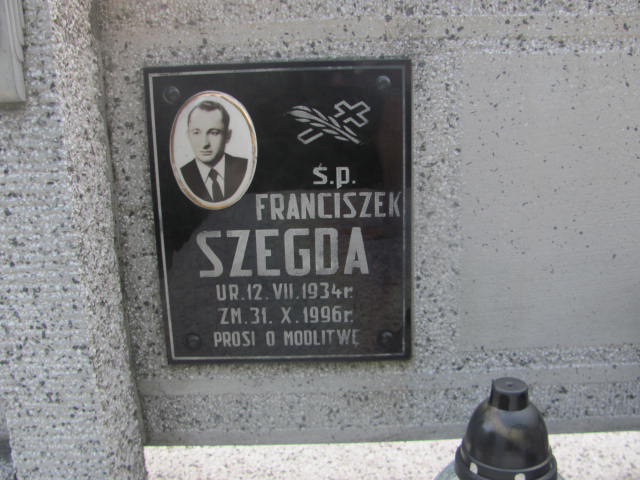 Ś.P.
FRANCISZEK
SZEGDA
UR. 12. VII. 1934r.
ZM. 31. X. 1996r.
PROSI O MODLITWĘ